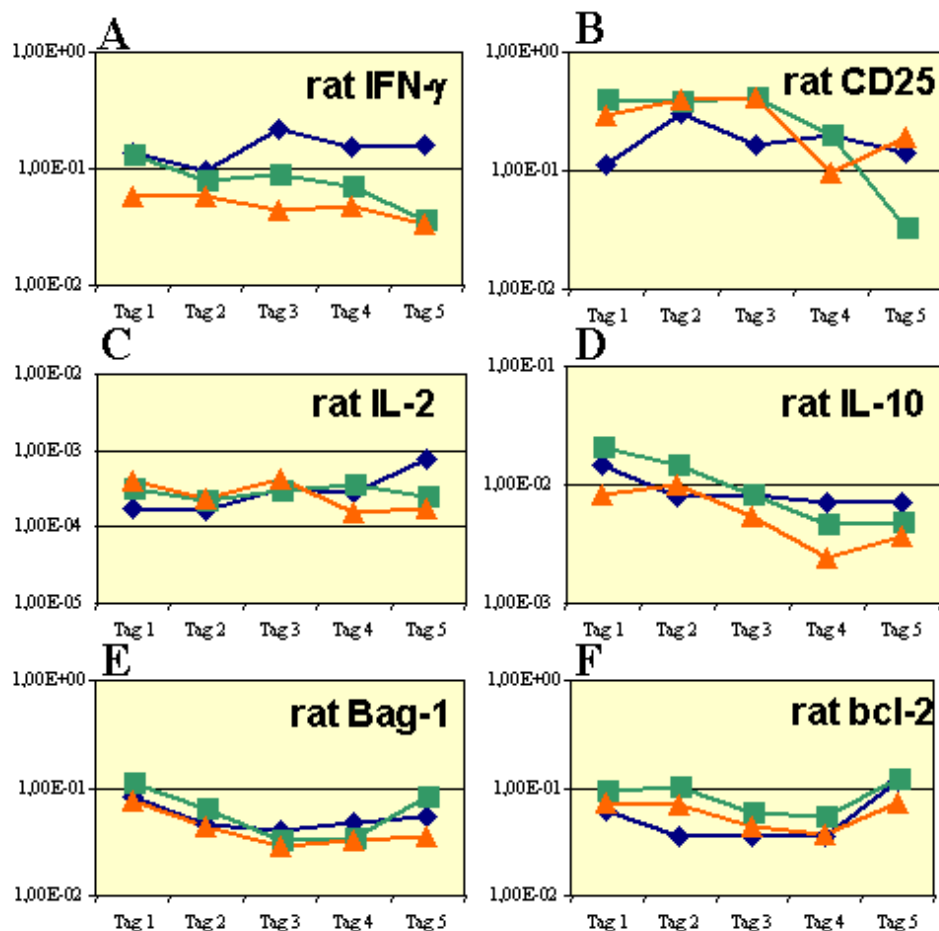 A
1,00E+00
rat IFN-γ
1,00E-01
1,00E-02
Tag 1 Tag 2 Tag 3 Tag 4 Tag 5
B
1,00E+00
rat CD25
1,00E-01
1,00E-02
Tag 1 Tag 2 Tag 3 Tag 4 Tag 5
C
1,00E-02
rat IL-2
1,00E-03
1,00E-04
1,00E-05
Tag 1 Tag 2 Tag 3 Tag 4 Tag 5
D
1,00E-01
rat IL-10
1,00E-02
1,00E-03
Tag 1 Tag 2 Tag 3 Tag 4 Tag 5
E
1,00E+00
rat Bag-1
1,00E-01
1,00E-02
Tag 1 Tag 2 Tag 3 Tag 4 Tag 5
F
1,00E+00
rat bcl-2
1,00E-01
1,00E-02
Tag 1 Tag 2 Tag 3 Tag 4 Tag 5